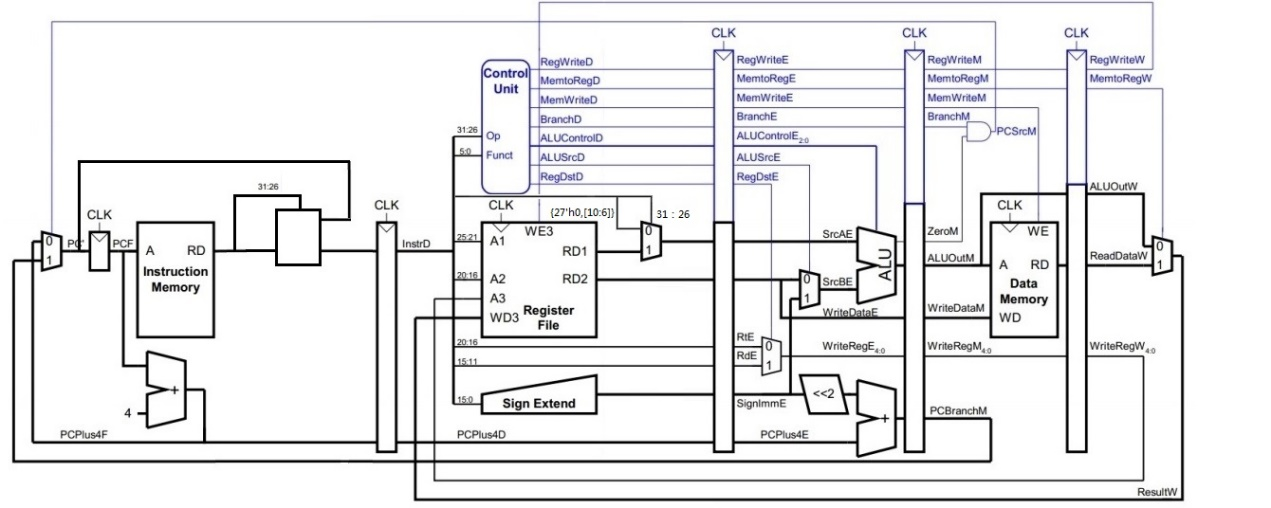 CLK
CLK
CLK
Control
Unit
31:26
Op
5:0
Funct
RegWriteD
MemtoRegD
MemWriteD
BranchD
ALUControlD
ALUSrcD
RegDstD
RegWriteE
MemtoRegE
MemWriteE
BranchE
ALUControlE2:0
ALUSrcE
RegDstE
RegWriteM
MemtoRegM
MemWriteM
BranchM
PCSrcM
RegWriteW
MemtoRegW
31:26
CLK
CLK
CLK
CLK
{27'h0,[10:6]}
31 : 26
0
1
PC'
PCF
A
RD
Instruction
Memory
InstrD
25:21
A1
WE3
RD1
20:16
A2
RD2
A3
WD3
Register
File
0
1
SrcAE
0
1
SrcBE
ALU
ZeroM
ALUOutM
WriteDataE
WriteDataM
A
RD
WE
Data
Memory
WD
ALUOutW
ReadDataW
0
1
20:16
15:11
RtE
RdE
0
1
WriteRegE4:0
WriteRegM4:0
WriteRegW4:0
15:0
Sign Extend
SignImmE
<<2
+
PCBranchM
4
+
PCPlus4F
PCPlus4D
PCPlus4E
ResultW